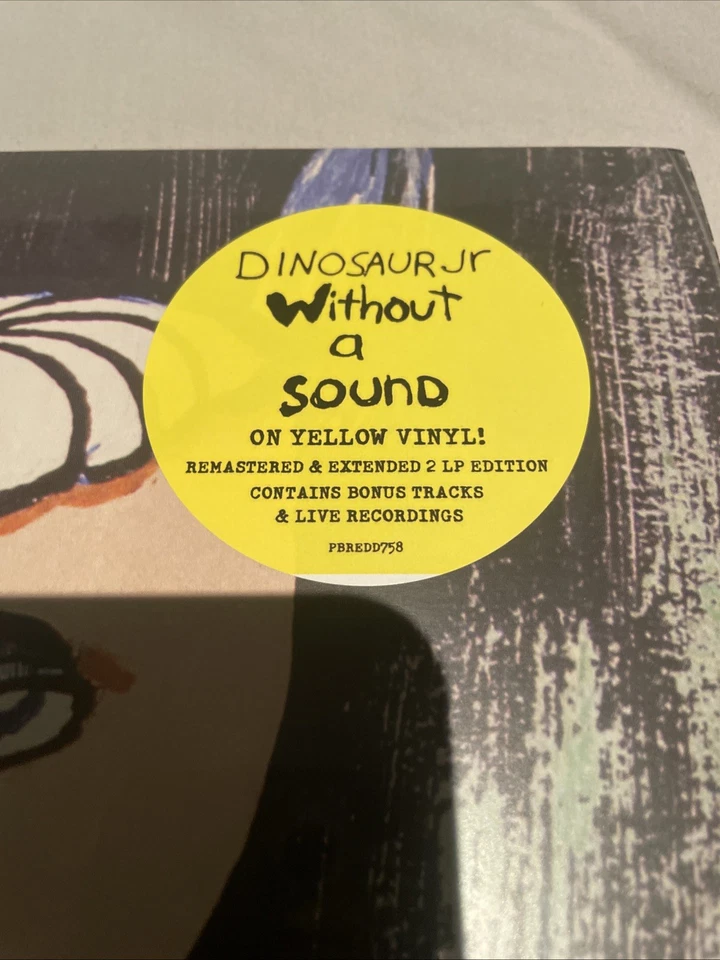 DINOSAUR Jr
Without
a
SOUND
ON YELLOW VINYL!
REMASTERED & EXTENDED 2 LP EDITION
CONTAINS BONUS TRACKS
& LIVE RECORDINGS
PBREDD758